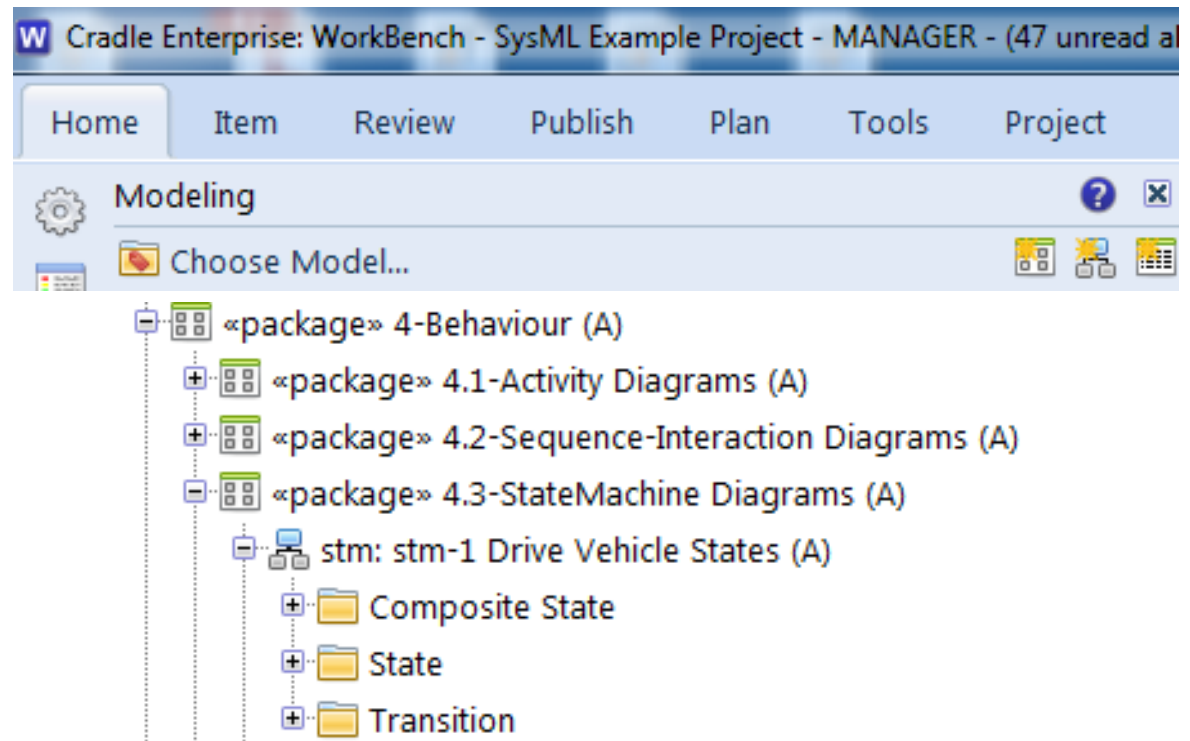 W Cradle Enterprise: WorkBench - SysML Example Project - MANAGER - (47 unread al
Home Item Review Publish Plan Tools Project
Modeling ?
Choose Model...
«package» 4-Behaviour (A)
«package» 4.1-Activity Diagrams (A)
«package» 4.2-Sequence-Interaction Diagrams (A)
«package» 4.3-StateMachine Diagrams (A)
stm: stm-1 Drive Vehicle States (A)
Composite State
State
Transition